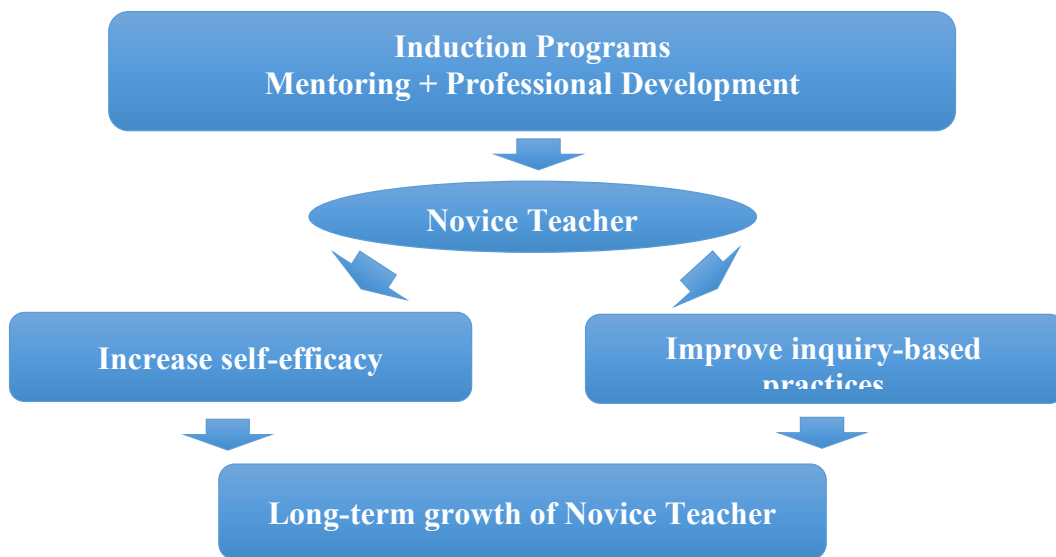 Induction Programs
Mentoring + Professional Development
Novice Teacher
Increase self-efficacy
Improve inquiry-based
practices
Long-term growth of Novice Teacher